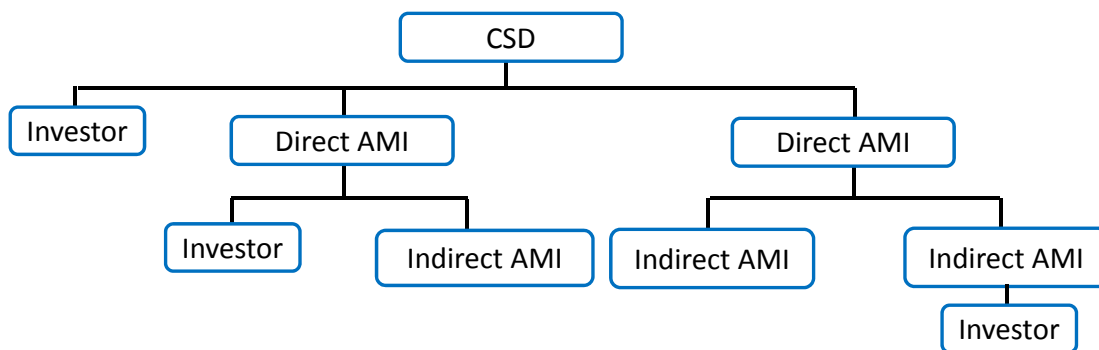 CSD
Investor
Direct AMI
Direct AMI
Investor
Indirect AMI
Indirect AMI
Indirect AMI
Investor